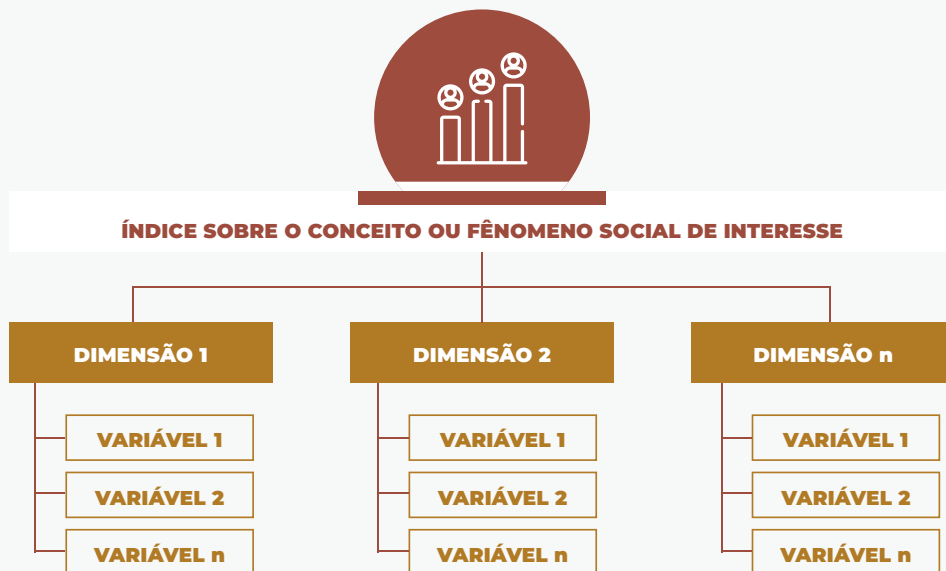 ÍNDICE SOBRE O CONCEITO OU FÊNOMENO SOCIAL DE INTERESSE
DIMENSÃO 1
VARIÁVEL 1
VARIÁVEL 2
VARIÁVEL n
DIMENSÃO 2
VARIÁVEL 1
VARIÁVEL 2
VARIÁVEL n
DIMENSÃO n
VARIÁVEL 1
VARIÁVEL 2
VARIÁVEL n